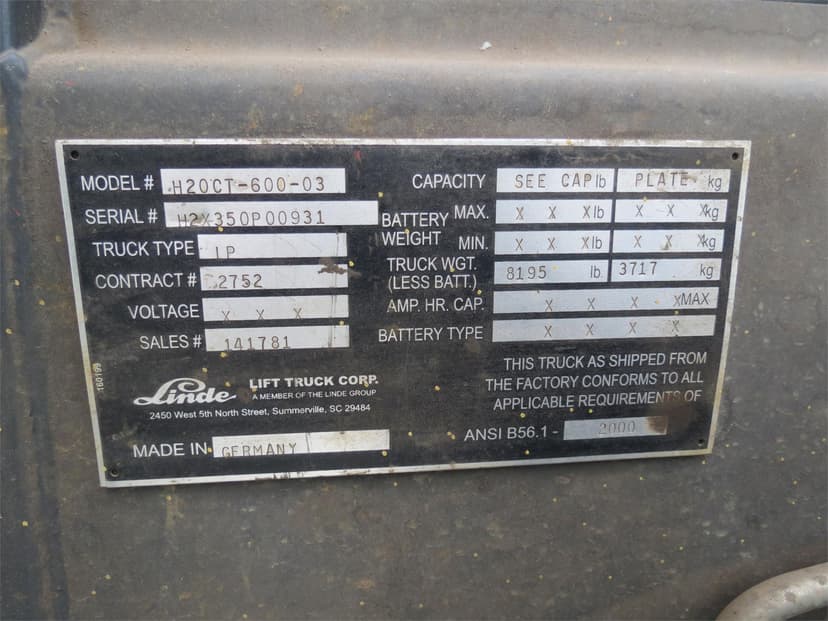 MODEL # H20CT-600-03
SERIAL # H2X350P00931
TRUCK TYPE LP
CONTRACT # 2752
VOLTAGE X X X
SALES # 141781
160199
Linde LIFT TRUCK CORP.
A MEMBER OF THE LINDE GROUP
2450 West 5th North Street, Summerville, SC 29484
MADE IN GERMANY
CAPACITY SEE CAP lb PLATE kg
BATTERY WEIGHT MAX. X X X lb X X X kg
MIN. X X X lb X X X kg
TRUCK WGT. (LESS BATT.) 8195 lb. 3717 kg
AMP. HR. CAP. X X X X MAX
BATTERY TYPE X X X X
THIS TRUCK AS SHIPPED FROM
THE FACTORY CONFORMS TO ALL
APPLICABLE REQUIREMENTS OF
ANSI B56.1 - 2000